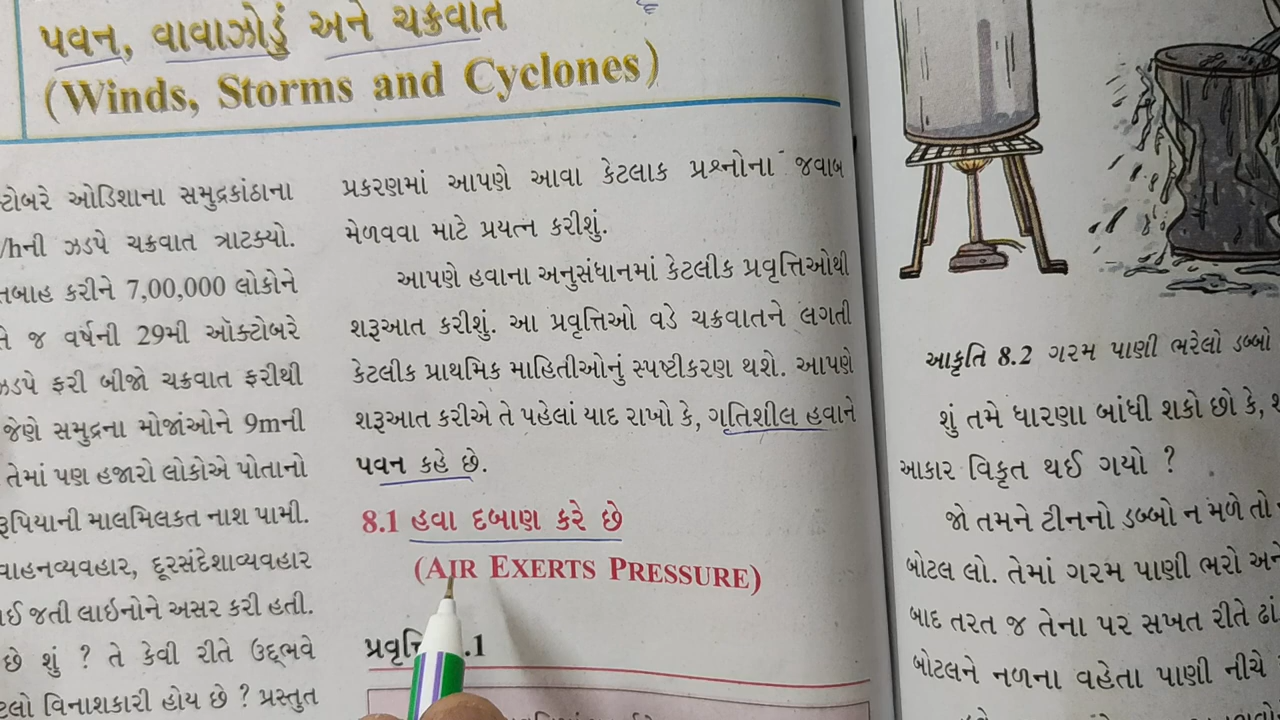 પવન, વાવાઝોડું અને ચક્રવાત
(Winds, Storms and Cyclones)
ઓડિશાના સમુદ્રકાંઠાના
/hની ઝડપે ચક્રવાત ત્રાટક્યો.
કરીને 7,00,000 લોકોને
જ વર્ષની 29મી ઑક્ટોબરે
ફરી બીજો ચક્રવાત ફરીથી
જેણે સમુદ્રના મોજાંઓને 9mની
તેમાં પણ હજારો લોકોએ પોતાનો
માલમિલકત નાશ પામી.
વાહનવ્યવહાર, દૂરસંદેશાવ્યવહાર
જતી લાઇનોને અસર કરી હતી.
છે શું ? તે કેવી રીતે ઉદ્ભવે
વિનાશકારી હોય છે ? પ્રસ્તુત
પ્રકરણમાં આપણે આવા કેટલાક પ્રશ્નોના જવાબ
મેળવવા માટે પ્રયત્ન કરીશું.
આપણે હવાના અનુસંધાનમાં કેટલીક પ્રવૃત્તિઓથી
શરૂઆત કરીશું. આ પ્રવૃત્તિઓ વડે ચક્રવાતને લગતી
કેટલીક પ્રાથમિક માહિતીઓનું સ્પષ્ટીકરણ થશે. આપણે
શરૂઆત કરીએ તે પહેલાં યાદ રાખો કે, ગતિશીલ હવાને
પવન કહે છે.
8.1 હવા દબાણ કરે છે
(AIR EXERTS PRESSURE)
.1
આકૃતિ 8.2 ગરમ પાણી ભરેલો ડબ્બો
શું તમે ધારણા બાંધી શકો છો કે,
આકાર વિકૃત થઈ ગયો ?
જો તમને ટીનનો ડબ્બો ન મળે તો
બોટલ લો. તેમાં ગરમ પાણી ભરો અને
બાદ તરત જ તેના પર સખત રીતે
બોટલને નળના વહેતા પાણી નીચે